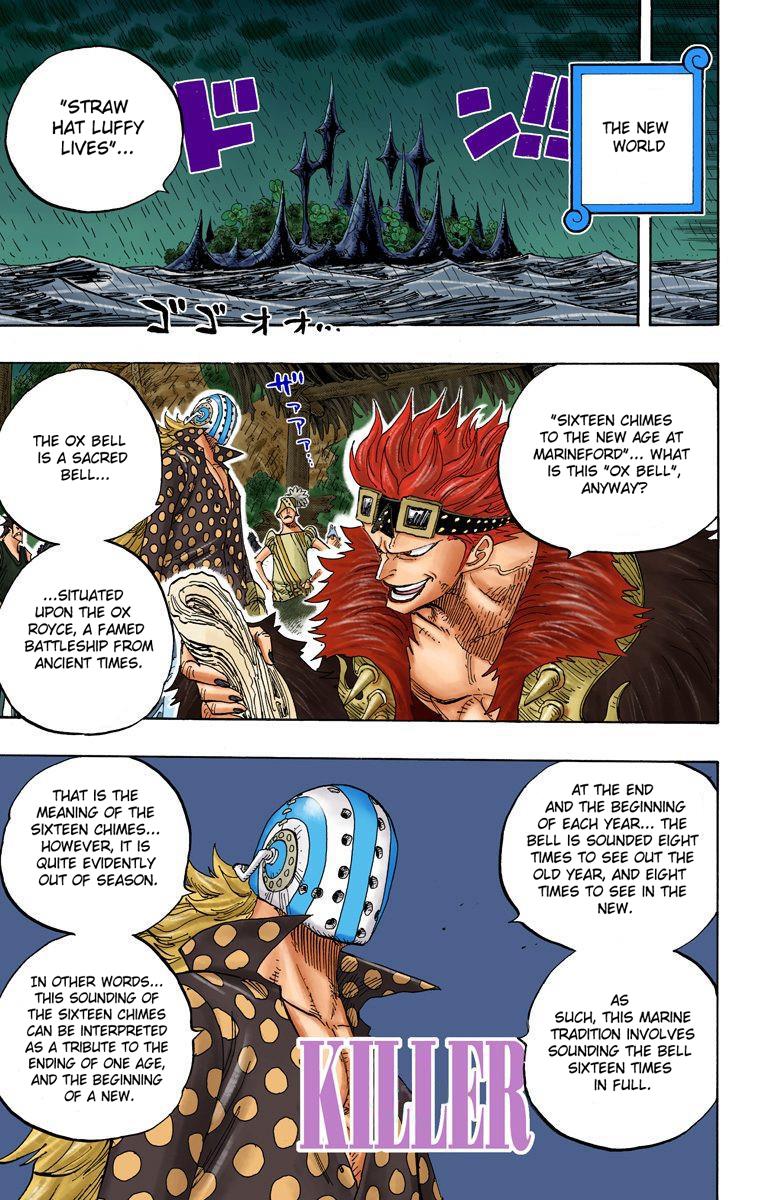 THE NEW
WORLD
ドン!!
"STRAW
HAT LUFFY
LIVES"...
ゴゴォオ...
"SIXTEEN CHIMES
TO THE NEW AGE AT
MARINEFORD"... WHAT
IS THIS "OX BELL",
ANYWAY?
ザァアァ...
THE OX BELL
IS A SACRED
BELL...
...SITUATED
UPON THE OX
ROYCE, A FAMED
BATTLESHIP FROM
ANCIENT TIMES.
AT THE END
AND THE BEGINNING
OF EACH YEAR... THE
BELL IS SOUNDED EIGHT
TIMES TO SEE OUT THE
OLD YEAR, AND EIGHT
TIMES TO SEE IN THE
NEW.
AS
SUCH, THIS MARINE
TRADITION INVOLVES
SOUNDING THE BELL
SIXTEEN TIMES
IN FULL.
THAT IS THE
MEANING OF THE
SIXTEEN CHIMES...
HOWEVER, IT IS
QUITE EVIDENTLY
OUT OF SEASON.
IN OTHER WORDS...
THIS SOUNDING OF
THE SIXTEEN CHIMES
CAN BE INTERPRETED
AS A TRIBUTE TO THE
ENDING OF ONE AGE,
AND THE BEGINNING
OF A NEW.
KILLER